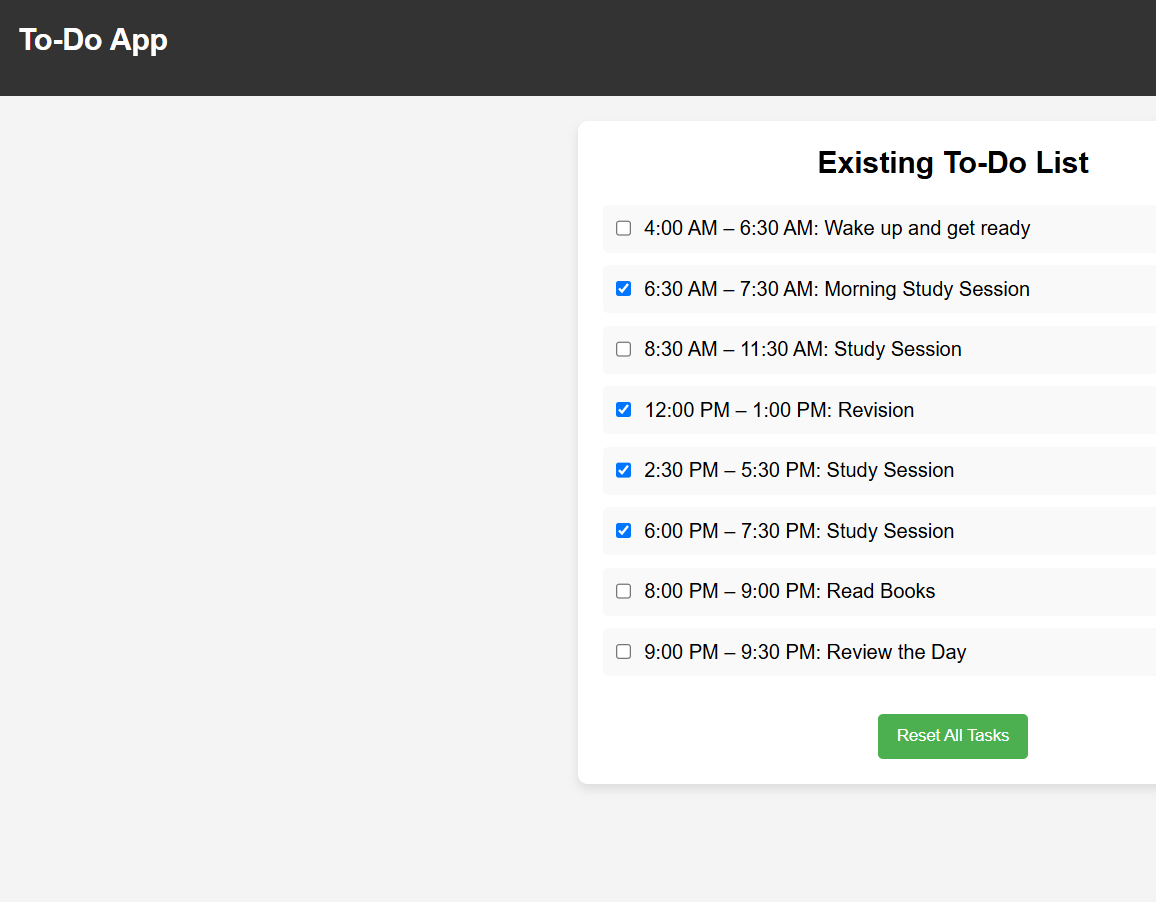 To-Do App
Existing To-Do List
4:00 AM – 6:30 AM: Wake up and get ready
6:30 AM – 7:30 AM: Morning Study Session
8:30 AM – 11:30 AM: Study Session
12:00 PM – 1:00 PM: Revision
2:30 PM – 5:30 PM: Study Session
6:00 PM – 7:30 PM: Study Session
8:00 PM – 9:00 PM: Read Books
9:00 PM – 9:30 PM: Review the Day
Reset All Tasks